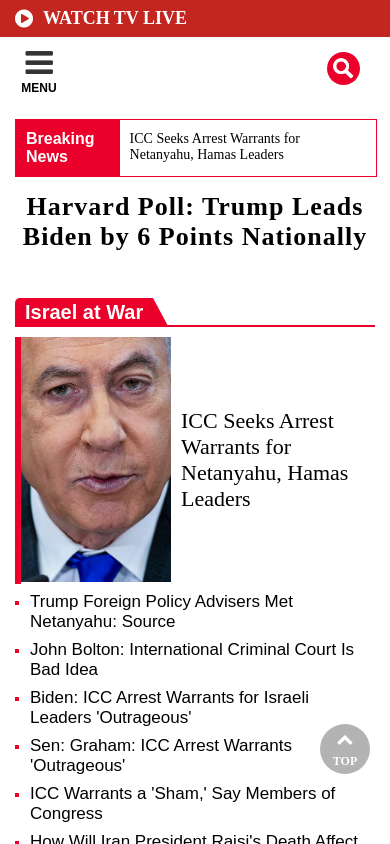 WATCH TV LIVE
MENU
Breaking
News
ICC Seeks Arrest Warrants for
Netanyahu, Hamas Leaders
Harvard Poll: Trump Leads
Biden by 6 Points Nationally
Israel at War
ICC Seeks Arrest
Warrants for
Netanyahu, Hamas
Leaders
Trump Foreign Policy Advisers Met
Netanyahu: Source
John Bolton: International Criminal Court Is
Bad Idea
Biden: ICC Arrest Warrants for Israeli
Leaders 'Outrageous'
Sen: Graham: ICC Arrest Warrants
'Outrageous'
TOP
ICC Warrants a 'Sham,' Say Members of
Congress
How Will Iran President Raisi's Death Affect